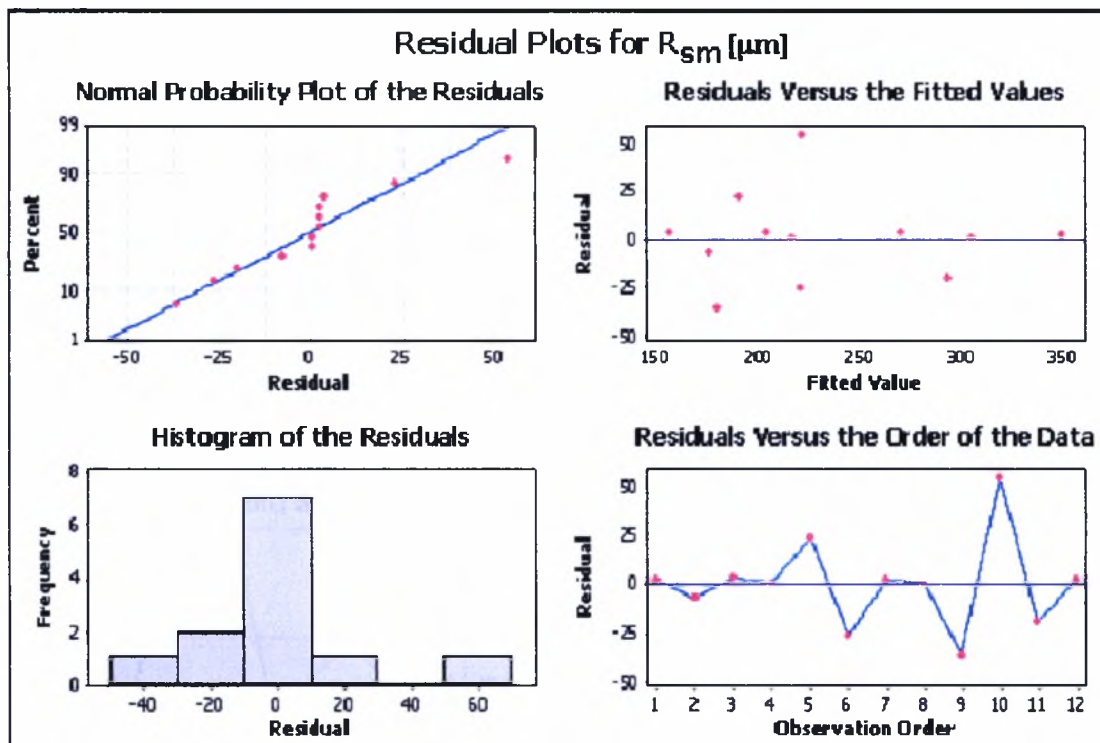 Residual Plots for Rsm [µm]
Normal Probability Plot of the Residuals
99
90
50
10
1
Percent
-50
-25
0
25
50
Residual
Residuals Versus the Fitted Values
50
25
0
-25
-50
Residual
150
200
250
300
350
Fitted Value
Histogram of the Residuals
8
6
4
2
0
Frequency
-40
-20
0
20
40
60
Residual
Residuals Versus the Order of the Data
50
25
0
-25
-50
Residual
1 2 3 4 5 6 7 8 9 10 11 12
Observation Order